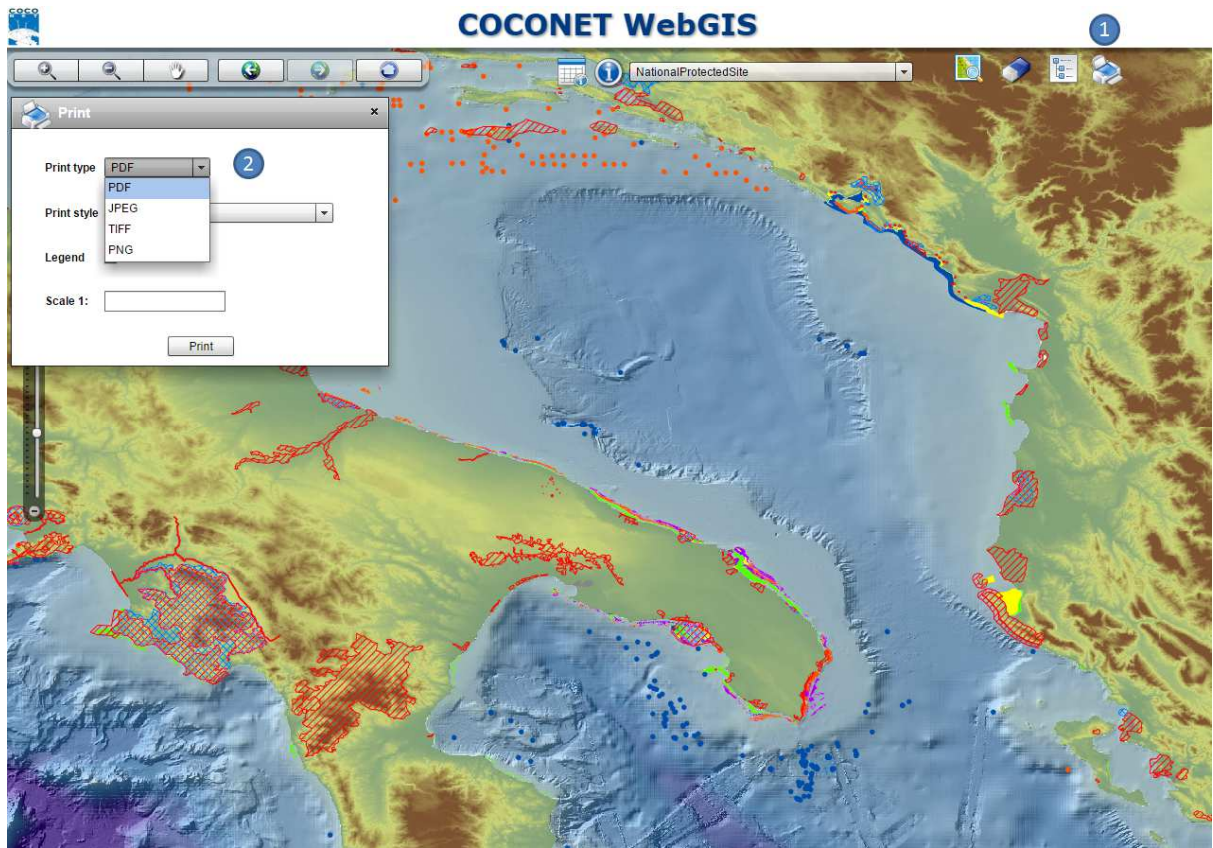 COCO
COCONET WebGIS
1
NationalProtectedSite
Print
×
Print type PDF
2
PDF
JPEG
TIFF
PNG
Print style
Legend
Scale 1:
Print